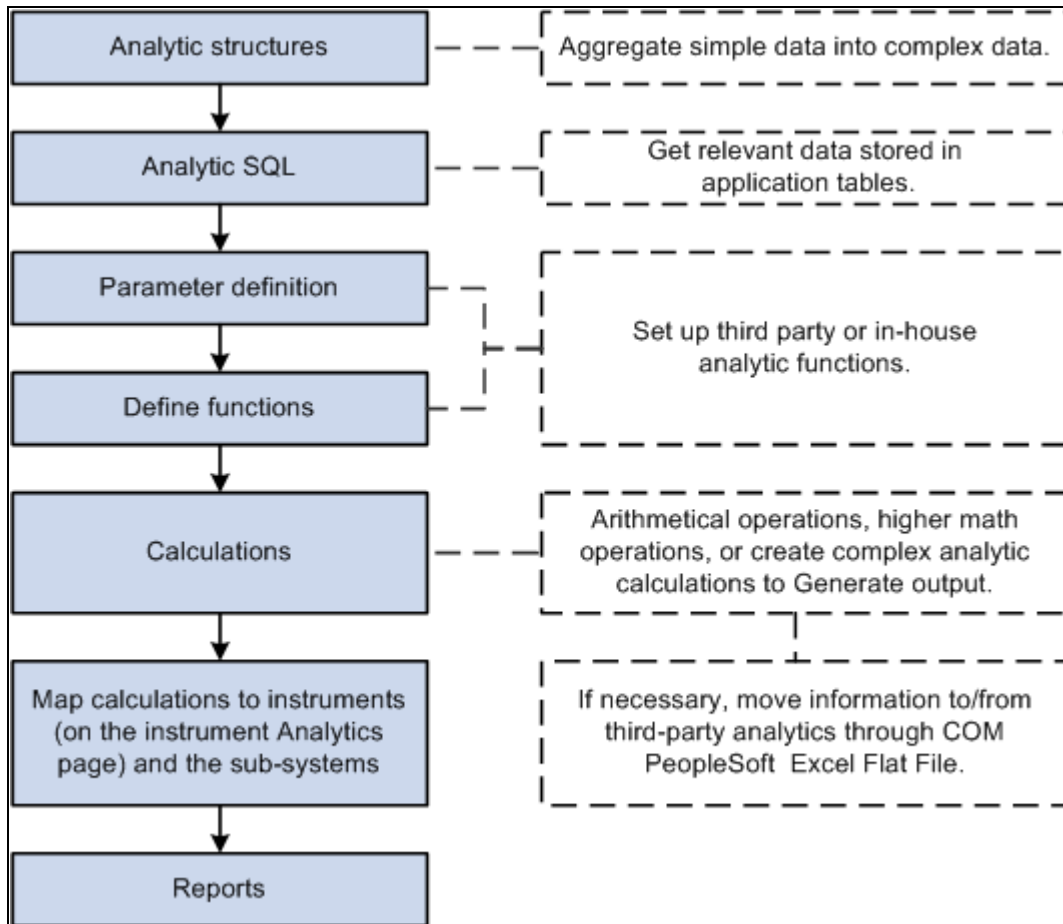 Analytic structures
Aggregate simple data into complex data.
Analytic SQL
Get relevant data stored in
application tables.
Parameter definition
Set up third party or in-house
analytic functions.
Define functions
Calculations
Arithmetical operations, higher math
operations, or create complex analytic
calculations to Generate output.
Map calculations to instruments
(on the instrument Analytics
page) and the sub-systems
If necessary, move information to/from
third-party analytics through COM
PeopleSoft  Excel Flat File.
Reports